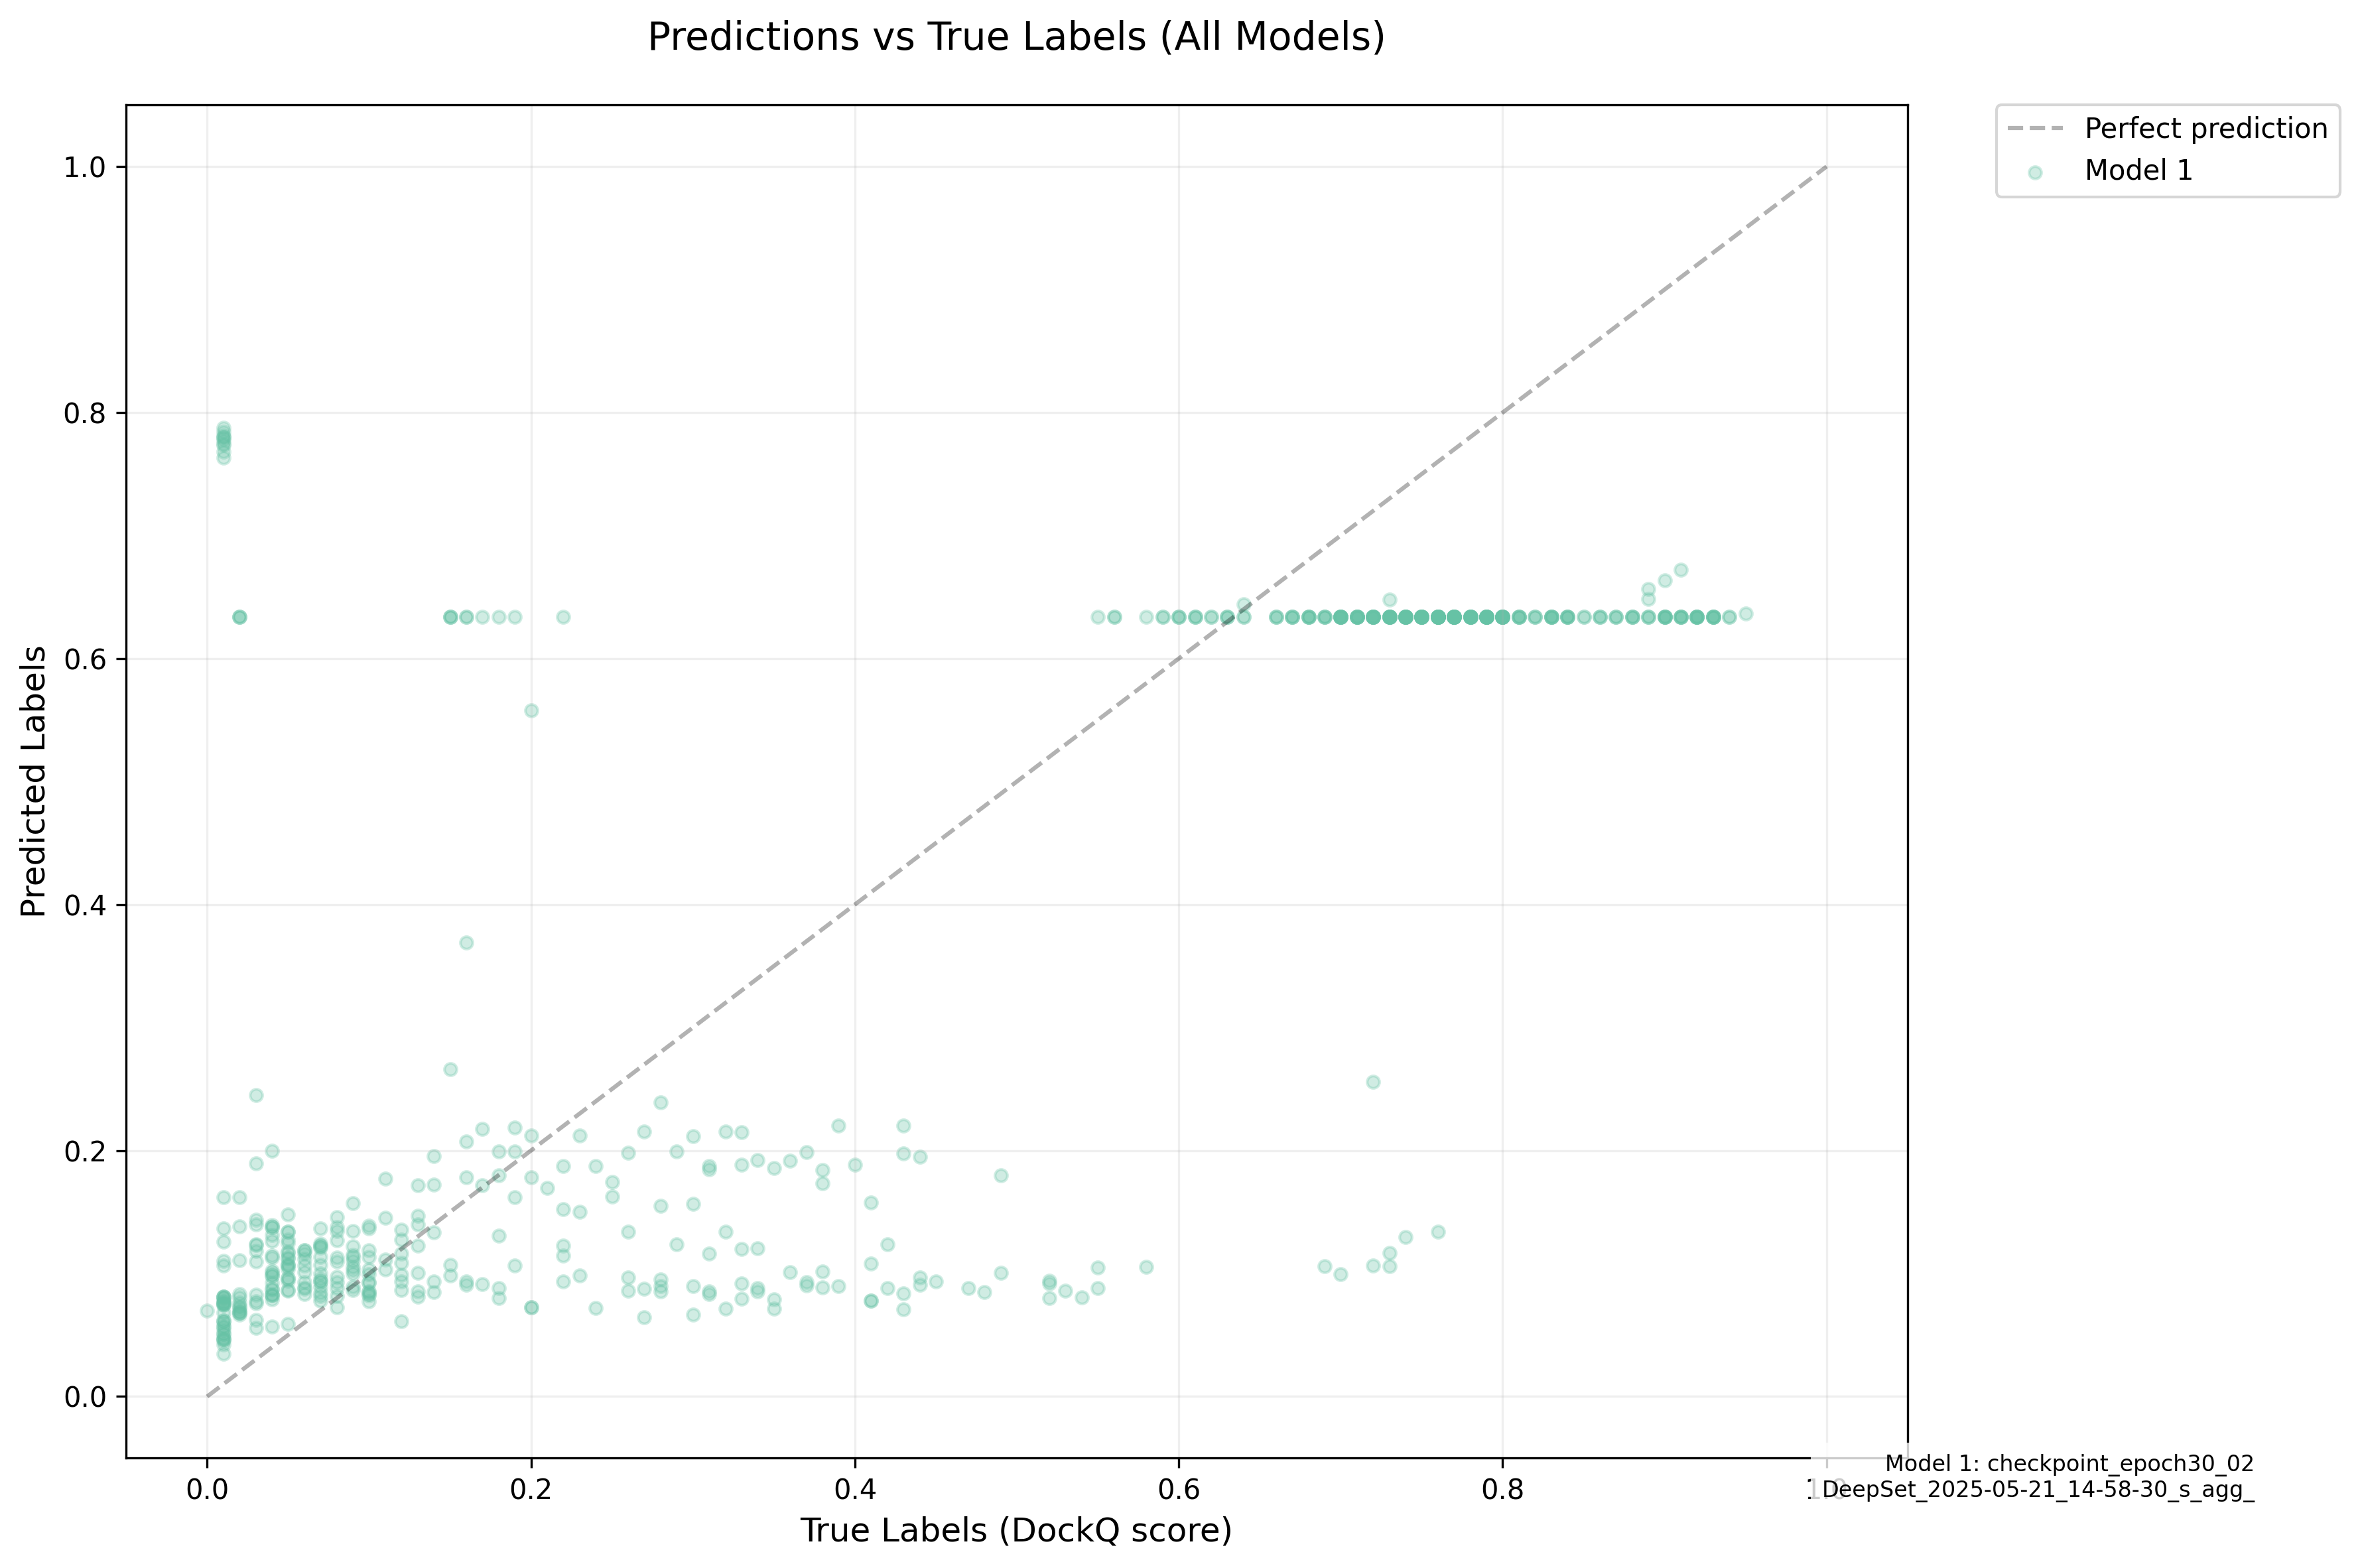 Predictions vs True Labels (All Models)
Perfect prediction
Model 1
Predicted Labels
1.0
0.8
0.6
0.4
0.2
0.0
0.0 0.2 0.4 0.6 0.8 1.0
True Labels (DockQ score)
Model 1: checkpoint_epoch30_02
DeepSet_2025-05-21_14-58-30_s_agg_